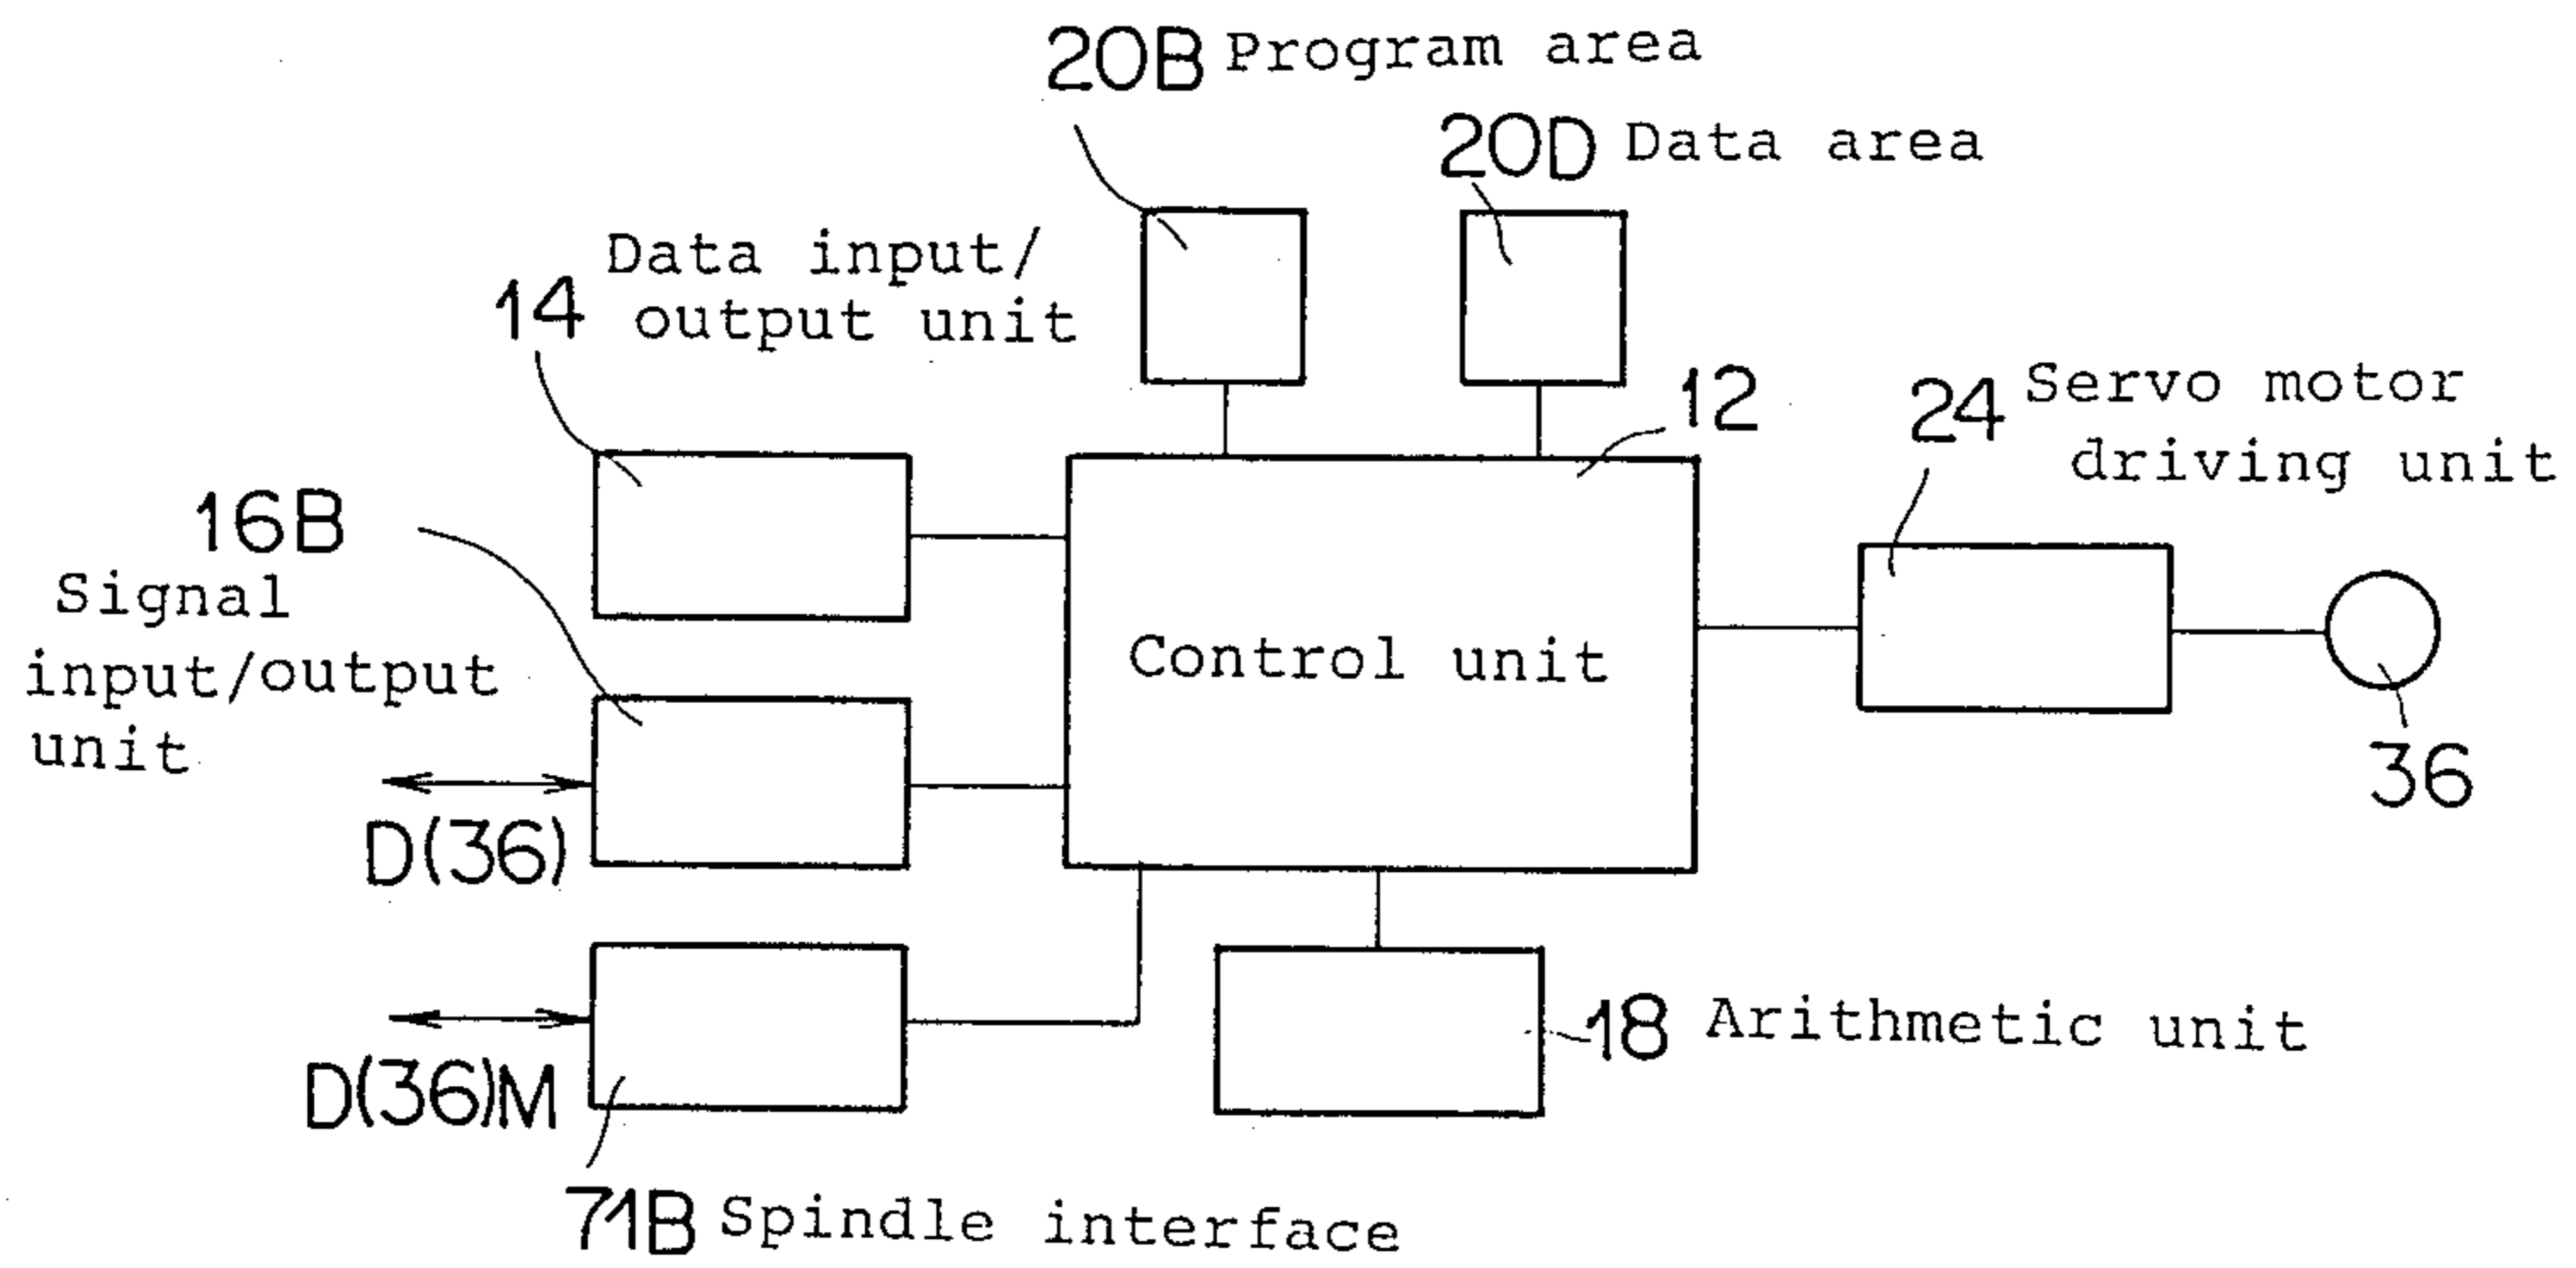 20B Program area
20D Data area
Data input/
14 output unit
12
Servo motor
24 driving unit
16B
Signal
input/output
unit
Control unit
36
D(36)
D(36)M
18 Arithmetic unit
71B Spindle interface